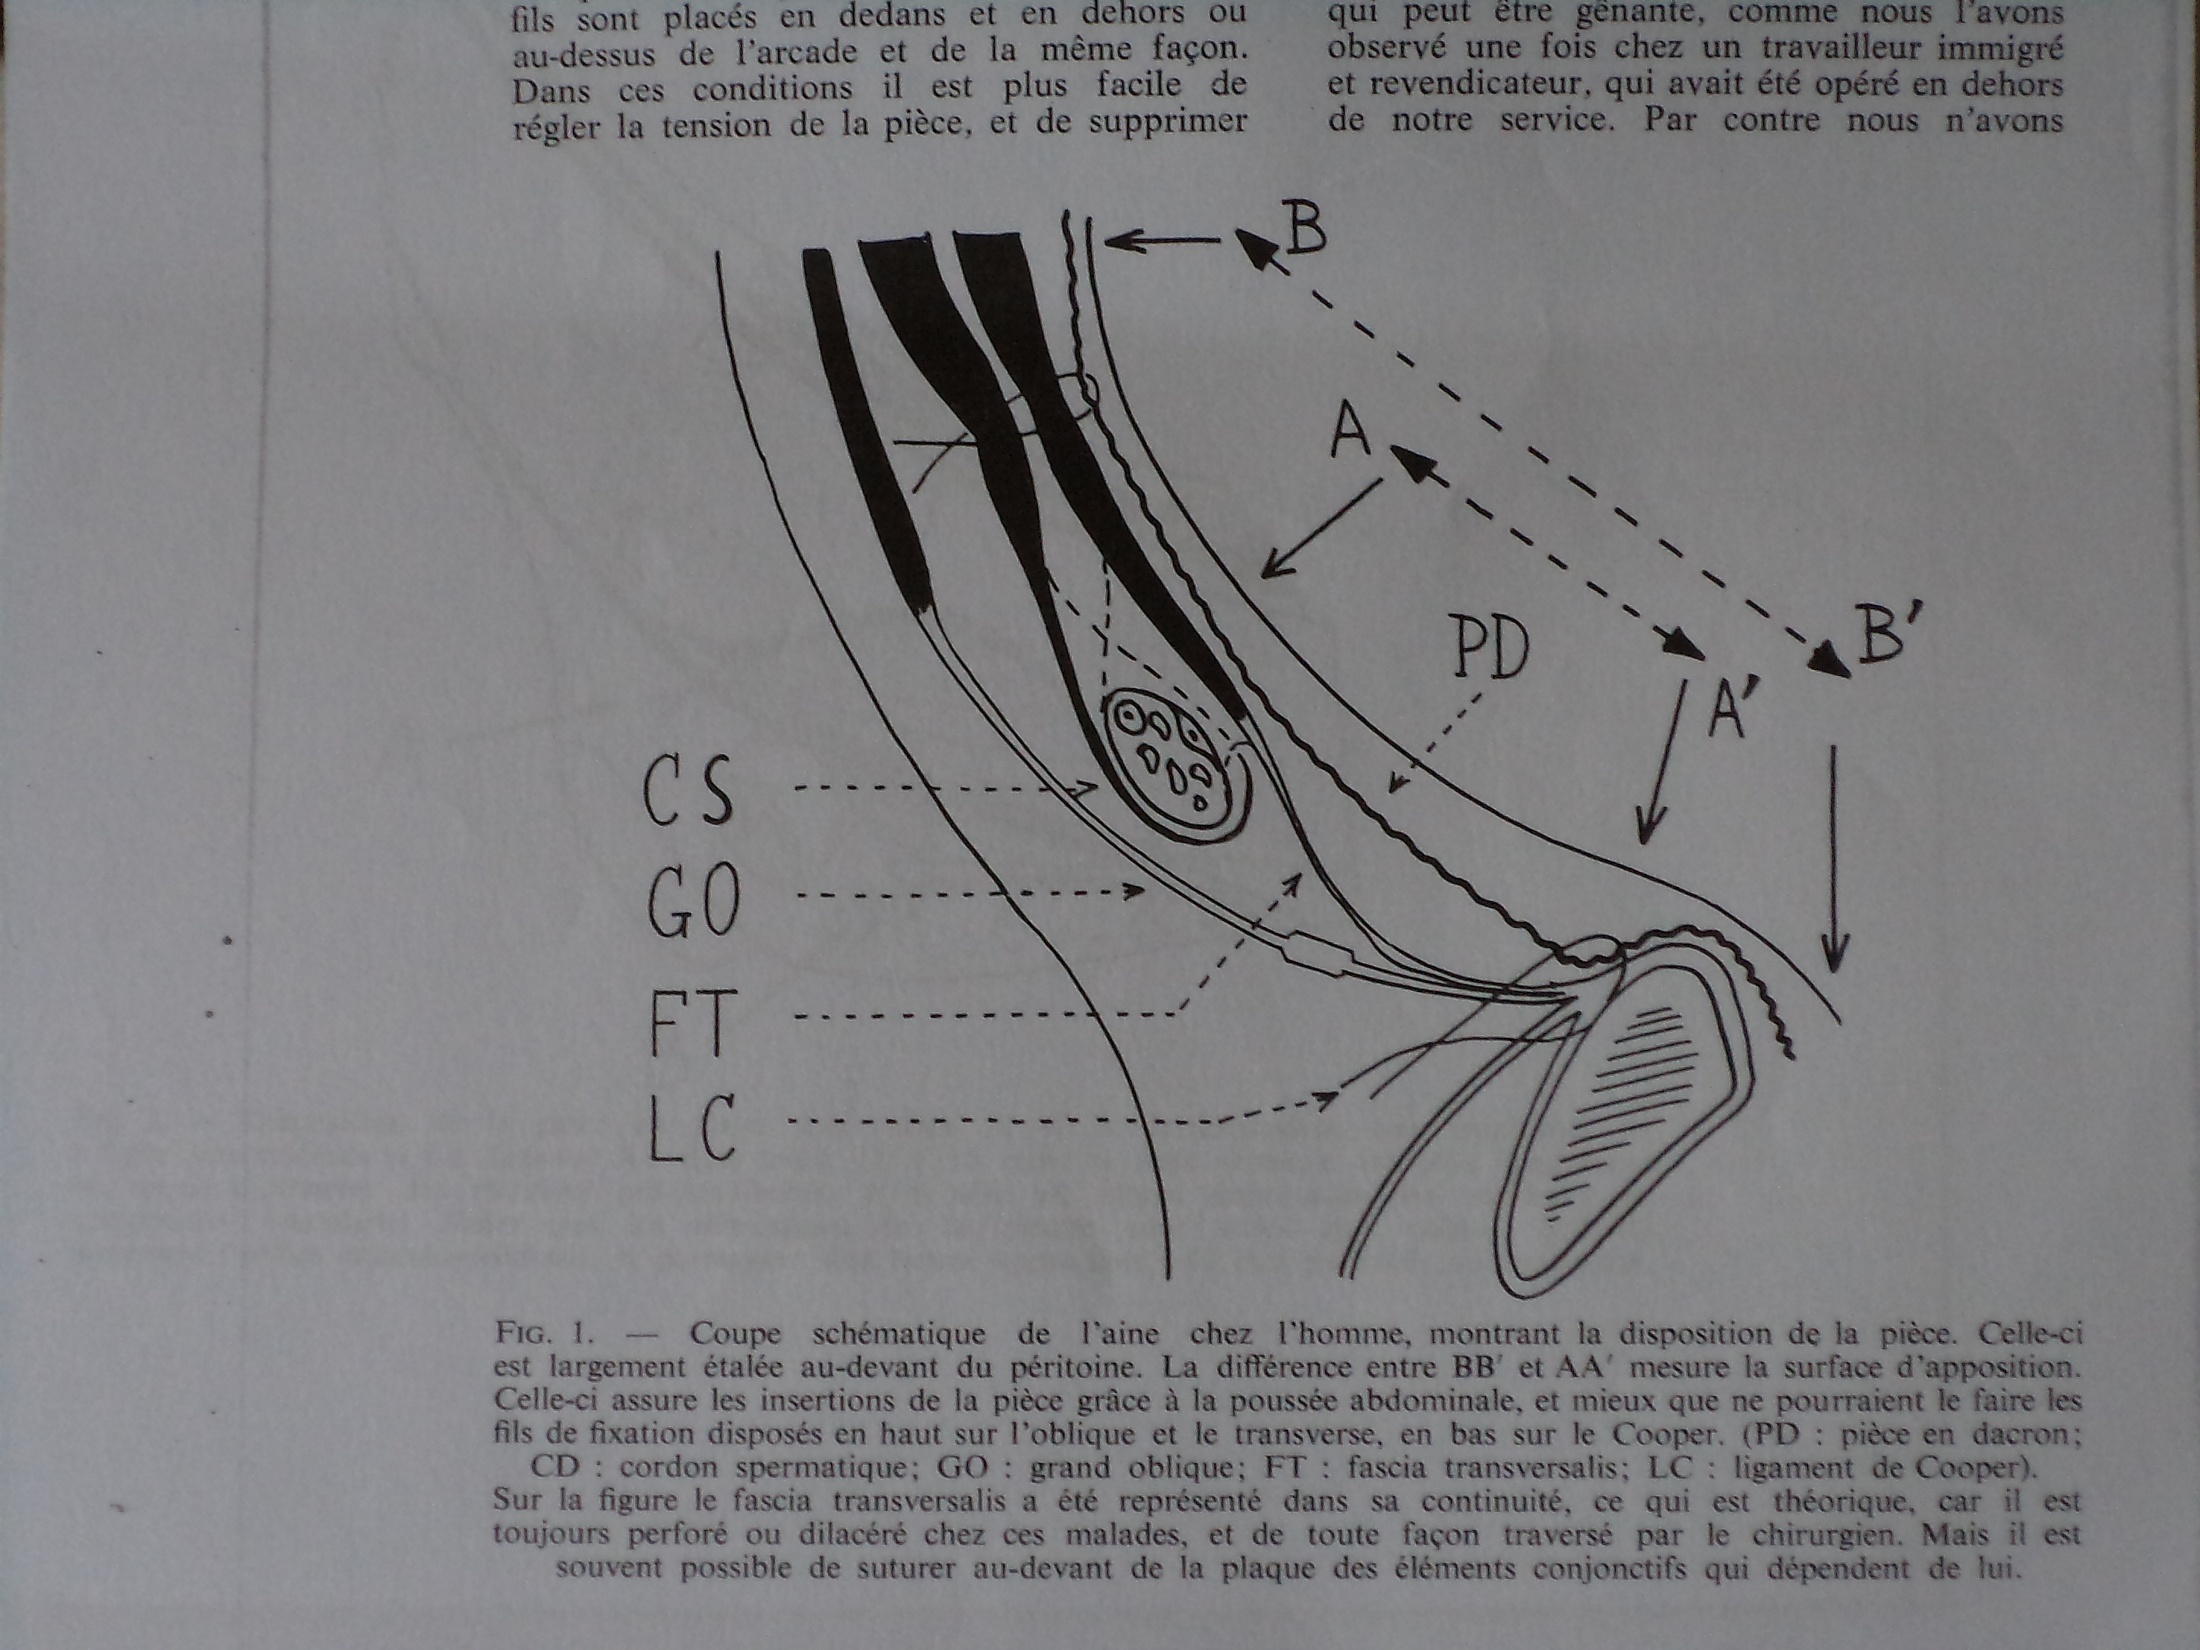 fils sont placés en dedans et en dehors ou
au-dessus de l'arcade et de la même façon.
Dans ces conditions il est plus facile de
régler la tension de la pièce, et de supprimer
qui peut être gênante, comme nous l'avons
observé une fois chez un travailleur immigré
et revendicateur, qui avait été opéré en dehors
de notre service. Par contre nous n'avons
B
A
B'
PD
A'
CS
GO
FT
LC
FIG. 1. — Coupe schématique de l'aine chez l'homme, montrant la disposition de la pièce. Celle-ci
est largement étalée au-devant du péritoine. La différence entre BB' et AA' mesure la surface d'apposition.
Celle-ci assure les insertions de la pièce grâce à la poussée abdominale, et mieux que ne pourraient le faire les
fils de fixation disposés en haut sur l'oblique et le transverse, en bas sur le Cooper. (PD : pièce en dacron;
CD : cordon spermatique; GO : grand oblique; FT : fascia transversalis; LC : ligament de Cooper).
Sur la figure le fascia transversalis a été représenté dans sa continuité, ce qui est théorique, car il est
toujours perforé ou dilacéré chez ces malades, et de toute façon traversé par le chirurgien. Mais il est
souvent possible de suturer au-devant de la plaque des éléments conjonctifs qui dépendent de lui.